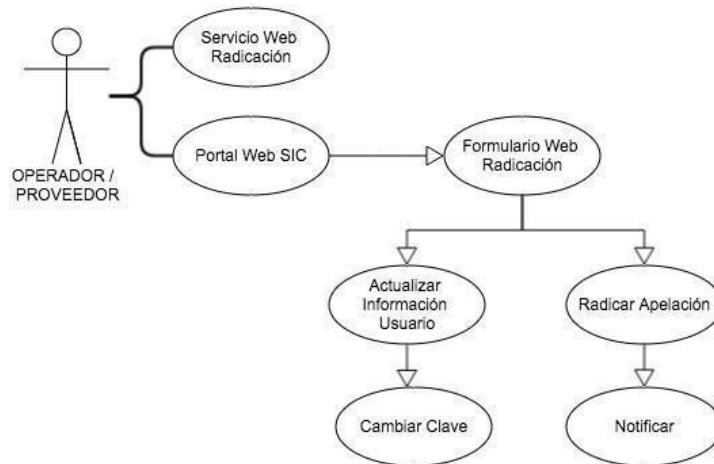 Servicio Web
Radicación
OPERADOR /
PROVEEDOR
Portal Web SIC
Formulario Web
Radicación
Actualizar
Información
Usuario
Radicar Apelación
Cambiar Clave
Notificar